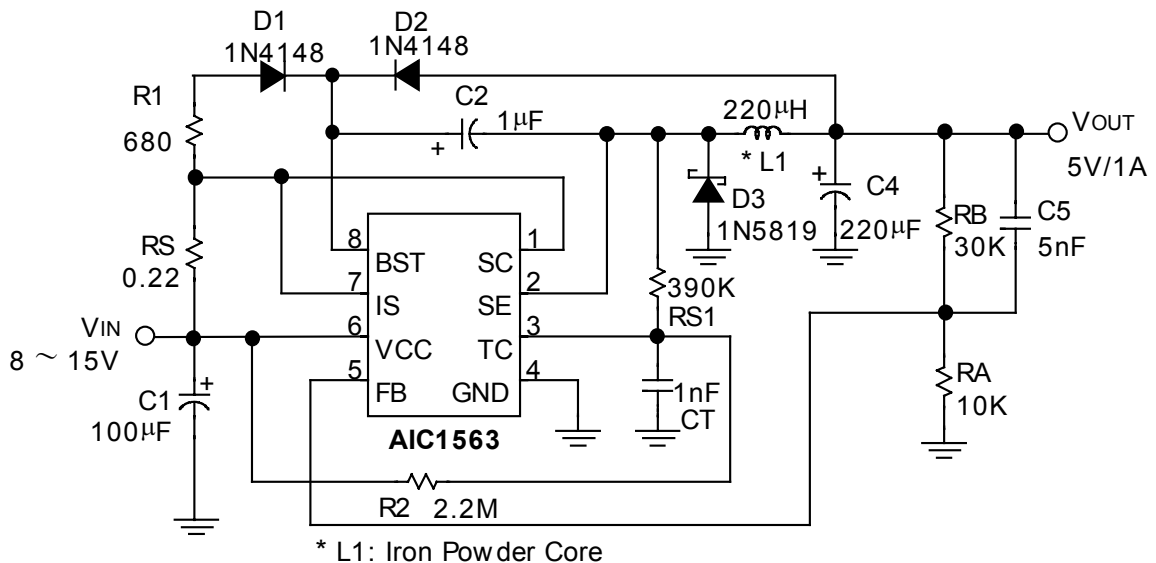 D1
1N4148
D2
1N4148
R1
680
C2
1μF
+
220μH
* L1
VOUT
5V/1A
D3
1N5819
+
C4
220μF
RB
30K
C5
5nF
RS
0.22
8
BST
SC
1
7
IS
SE
2
390K
RS1
VIN
8 ~ 15V
6
VCC
TC
3
5
FB
GND
4
C1
+
100μF
1nF
CT
RA
10K
AIC1563
R2
2.2M
* L1: Iron Powder Core